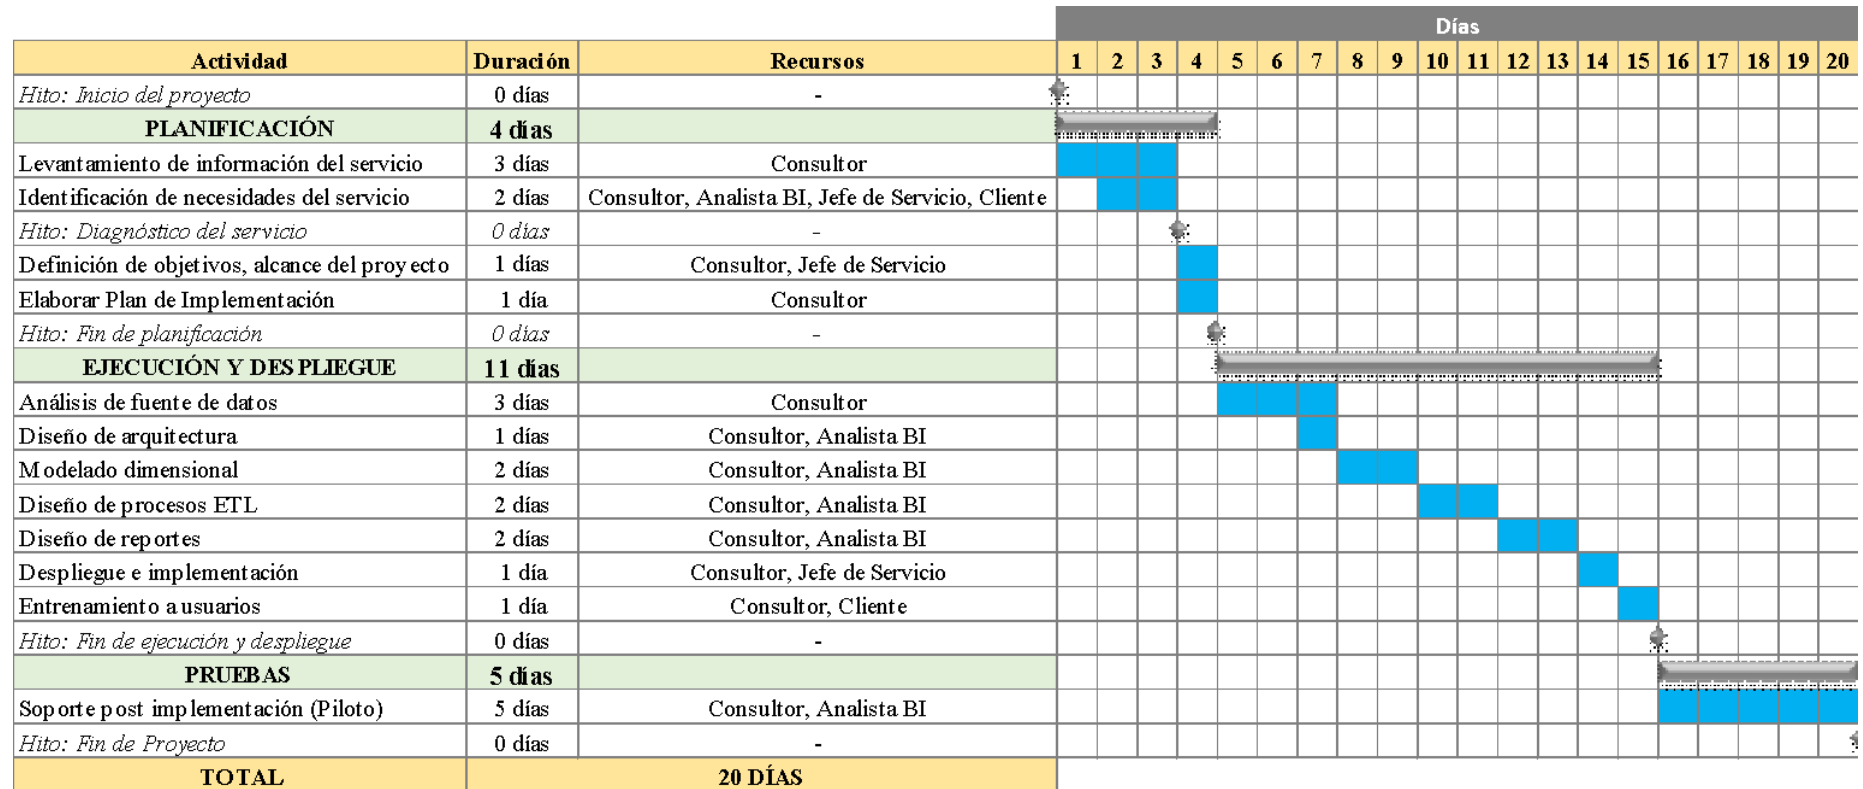 Días
Actividad Duración Recursos 1 2 3 4 5 6 7 8 9 10 11 12 13 14 15 16 17 18 19 20
Hito: Inicio del proyecto 0 días -
PLANIFICACIÓN 4 días
Levantamiento de información del servicio 3 días Consultor
Identificación de necesidades del servicio 2 días Consultor, Analista BI, Jefe de Servicio, Cliente
Hito: Diagnóstico del servicio 0 días -
Definición de objetivos, alcance del proyecto 1 días Consultor, Jefe de Servicio
Elaborar Plan de Implementación 1 día Consultor
Hito: Fin de planificación 0 días -
EJECUCIÓN Y DESPLIEGUE 11 días
Análisis de fuente de datos 3 días Consultor
Diseño de arquitectura 1 días Consultor, Analista BI
Modelado dimensional 2 días Consultor, Analista BI
Diseño de procesos ETL 2 días Consultor, Analista BI
Diseño de reportes 2 días Consultor, Analista BI
Despliegue e implementación 1 día Consultor, Jefe de Servicio
Entrenamiento a usuarios 1 día Consultor, Cliente
Hito: Fin de ejecución y despliegue 0 días -
PRUEBAS 5 días
Soporte post implementación (Piloto) 5 días Consultor, Analista BI
Hito: Fin de Proyecto 0 días -
TOTAL 20 DÍAS